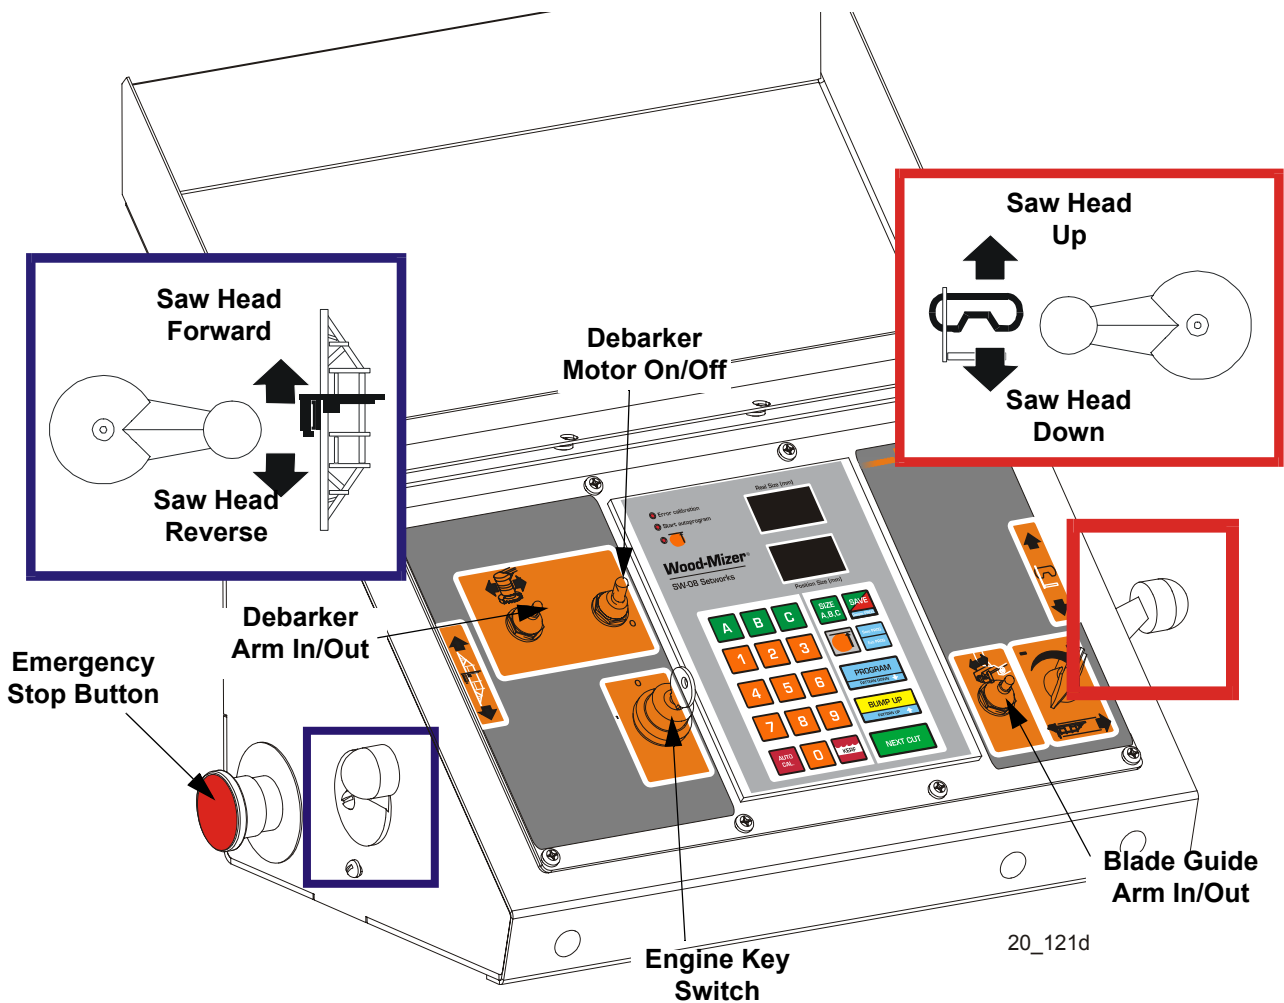 Saw Head
Up
Saw Head
Down
Saw Head
Forward
Saw Head
Reverse
Debarker
Motor On/Off
Debarker
Arm In/Out
Emergency
Stop Button
Real Size (mm)
Error calibration
Start autoprogram
Wood-Mizer®
SW-08 Setworks
Position Size (mm)
A B C
SIZE
A,B,C
SAVE
1 2 3
4 5 6
PROGRAM
BUMP UP
7 8 9
AUTO
CAL
0
KERF
NEXT CUT
Blade Guide
Arm In/Out
Engine Key
Switch
20_121d